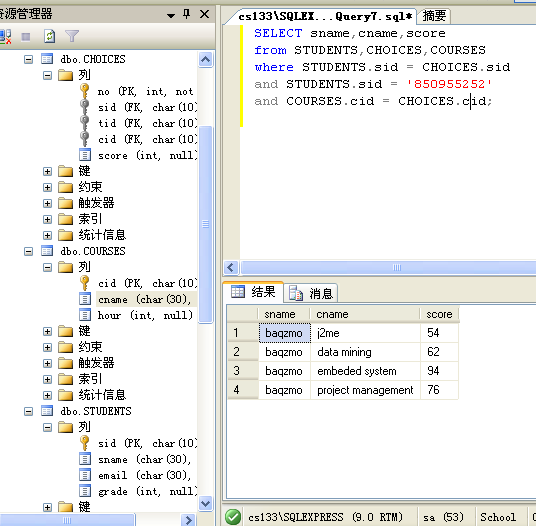 资源管理器
dbo.CHOICES
列
no (PK, int, not
sid (FK, char(10)
tid (FK, char(10)
cid (FK, char(10)
score (int, null)
键
约束
触发器
索引
统计信息
dbo.COURSES
列
cid (PK, char(10)
cname (char(30),
hour (int, null)
键
约束
触发器
索引
统计信息
dbo.STUDENTS
列
sid (PK, char(10)
sname (char(30),
email (char(30),
grade (int, null)
键
cs133\SQLEX...Query7.sql* 摘要
SELECT sname,cname,score
from STUDENTS,CHOICES,COURSES
where STUDENTS.sid = CHOICES.sid
and STUDENTS.sid = '850955252'
and COURSES.cid = CHOICES.cid;
结果 消息
sname cname score
1 baqzmo j2me 54
2 baqzmo data mining 62
3 baqzmo embeded system 94
4 baqzmo project management 76
cs133\SQLEXPRESS (9.0 RTM) sa (53) School